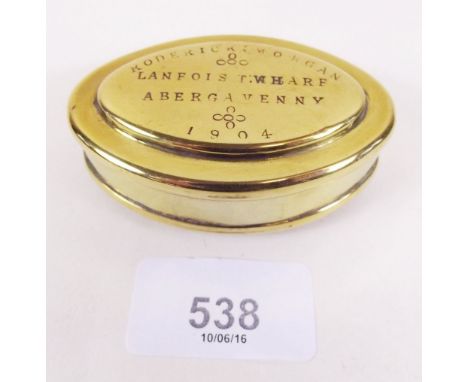 RODERICK MORGAN
LANFOIST WHARF
ABERGAVENNY
1904
538
10/06/16